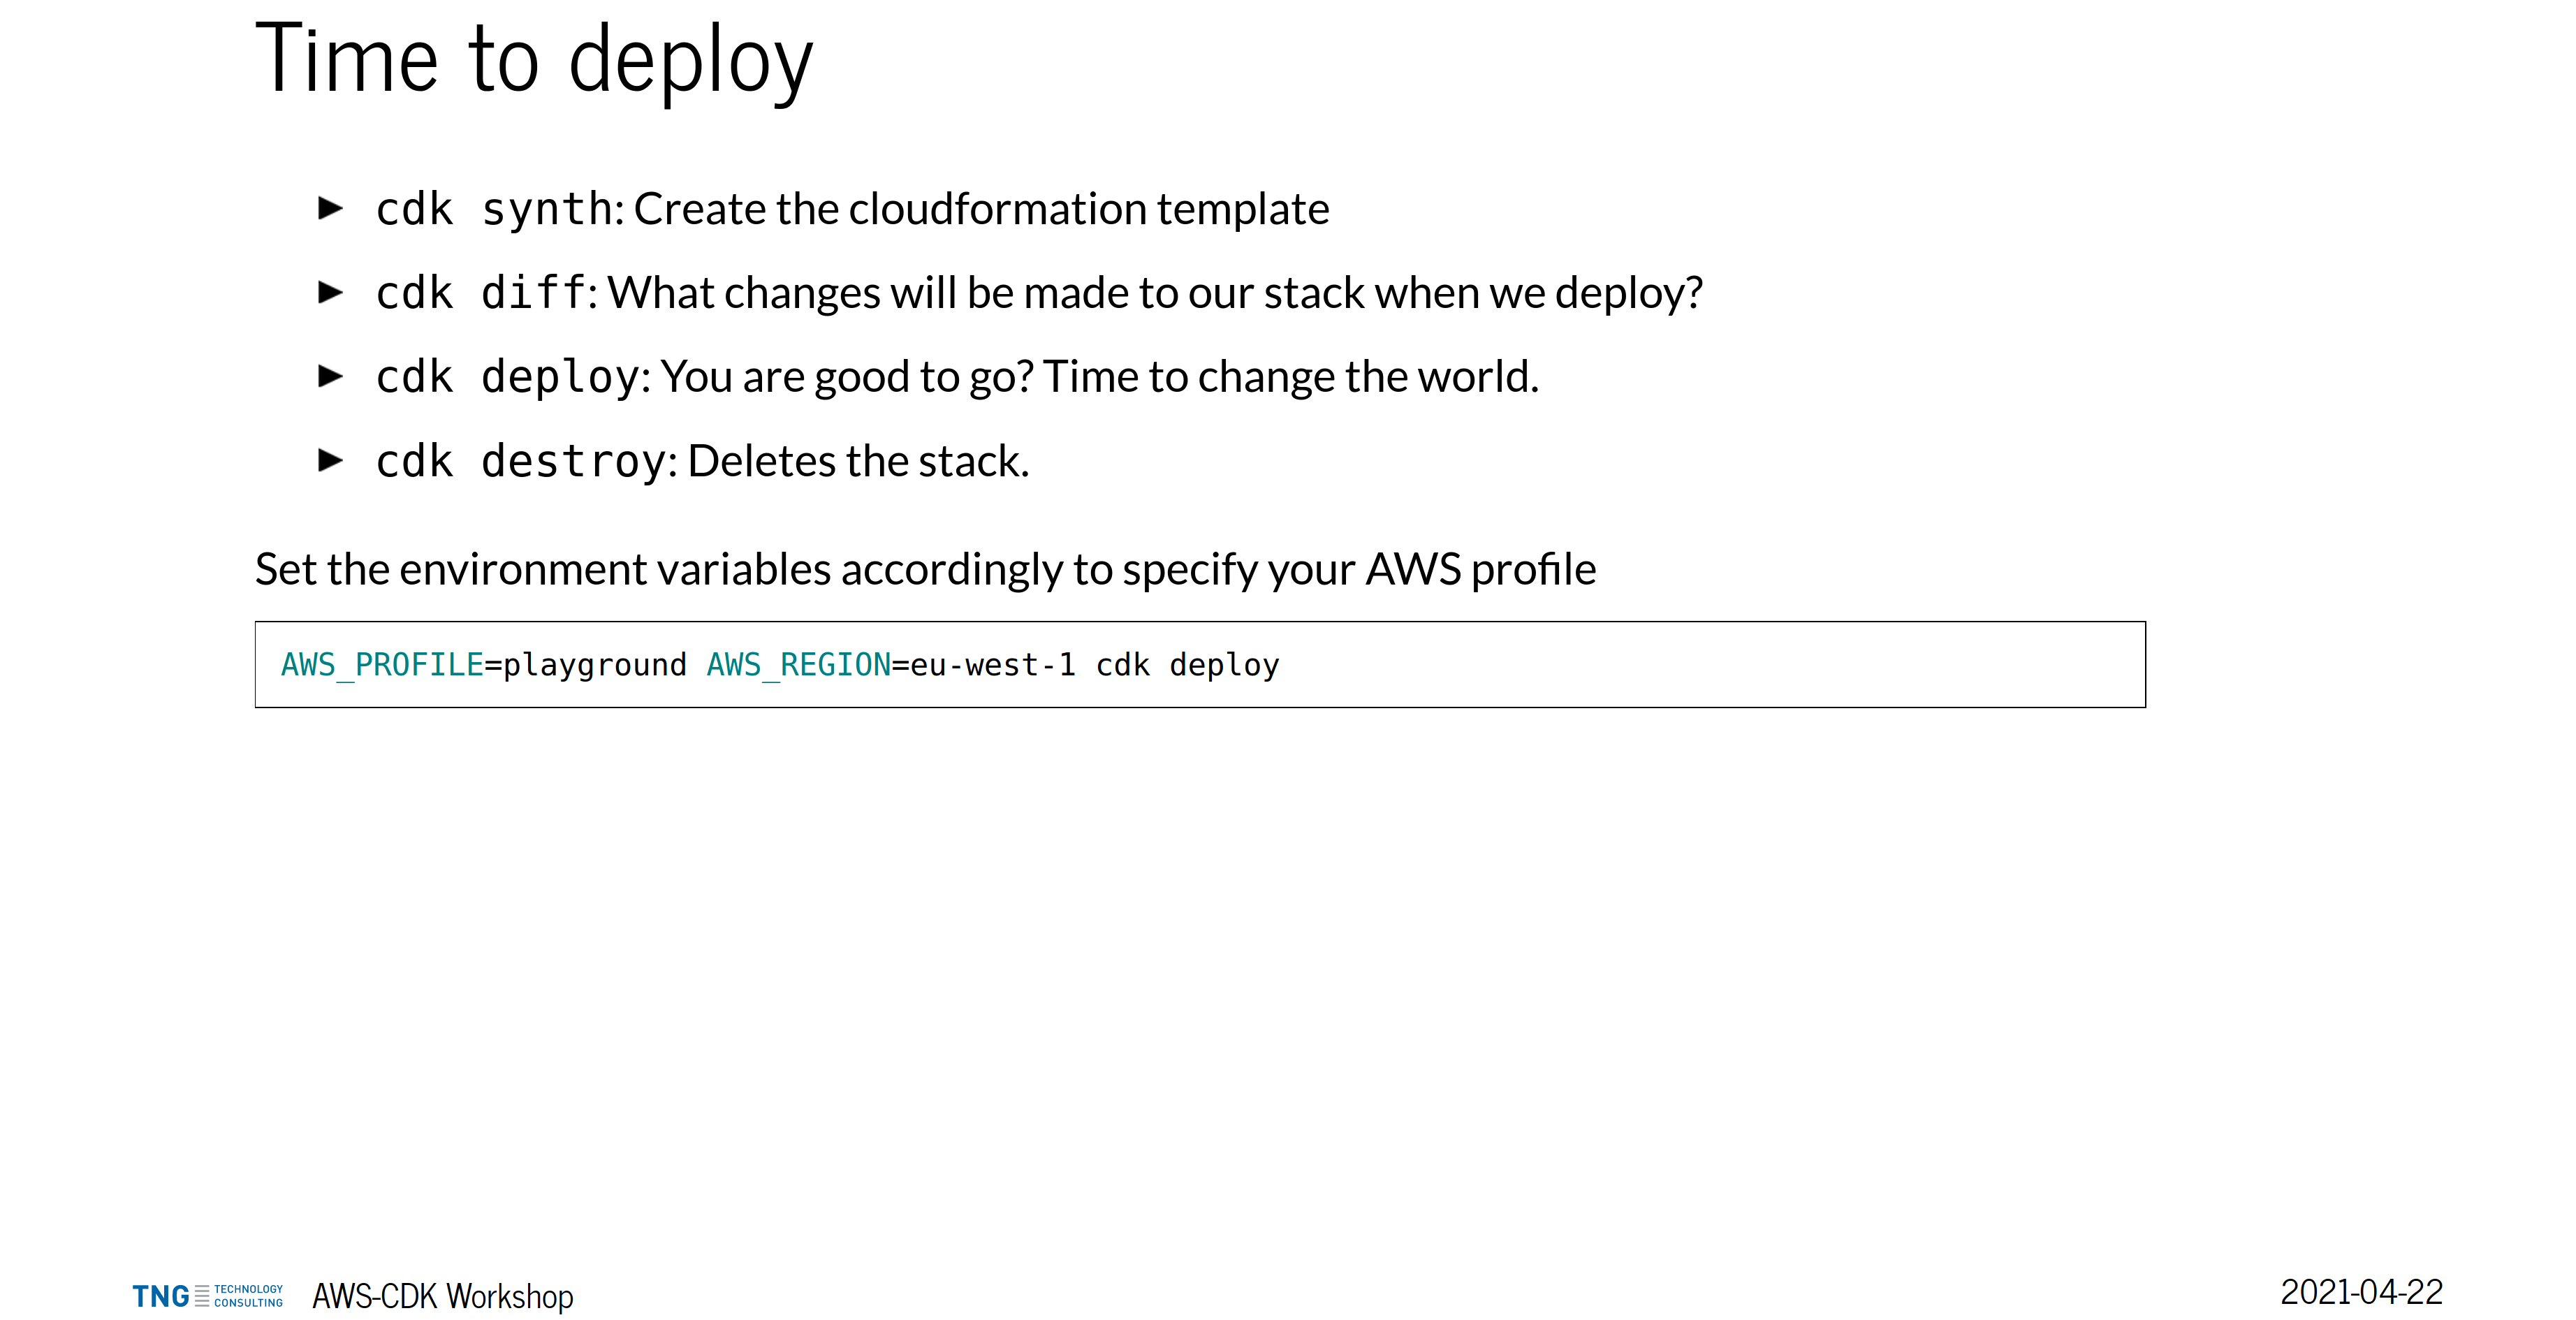 Time to deploy
▶ cdk synth: Create the cloudformation template
▶ cdk diff: What changes will be made to our stack when we deploy?
▶ cdk deploy: You are good to go? Time to change the world.
▶ cdk destroy: Deletes the stack.
Set the environment variables accordingly to specify your AWS profile
AWS_PROFILE=playground AWS_REGION=eu-west-1 cdk deploy
TNG TECHNOLOGY CONSULTING AWS-CDK Workshop 2021-04-22